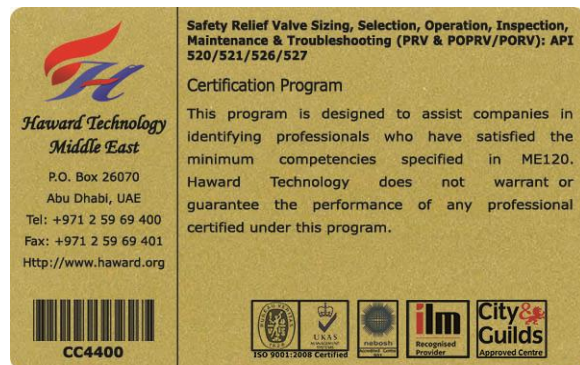 Haward Technology
Middle East
P.O. Box 26070
Abu Dhabi, UAE
Tel: +971 2 59 69 400
Fax: +971 2 59 69 401
Http://www.haward.org
CC4400
Safety Relief Valve Sizing, Selection, Operation, Inspection,
Maintenance & Troubleshooting (PRV & POPRV/PORV): API
520/521/526/527
Certification Program
This program is designed to assist companies in
identifying professionals who have satisfied the
minimum competencies specified in ME120.
Haward Technology does not warrant or
guarantee the performance of any professional
certified under this program.
UKAS
ISO 9001:2008 Certified
nebosh
ilm
Recognised
Provider
City&
Guilds
Approved Centre